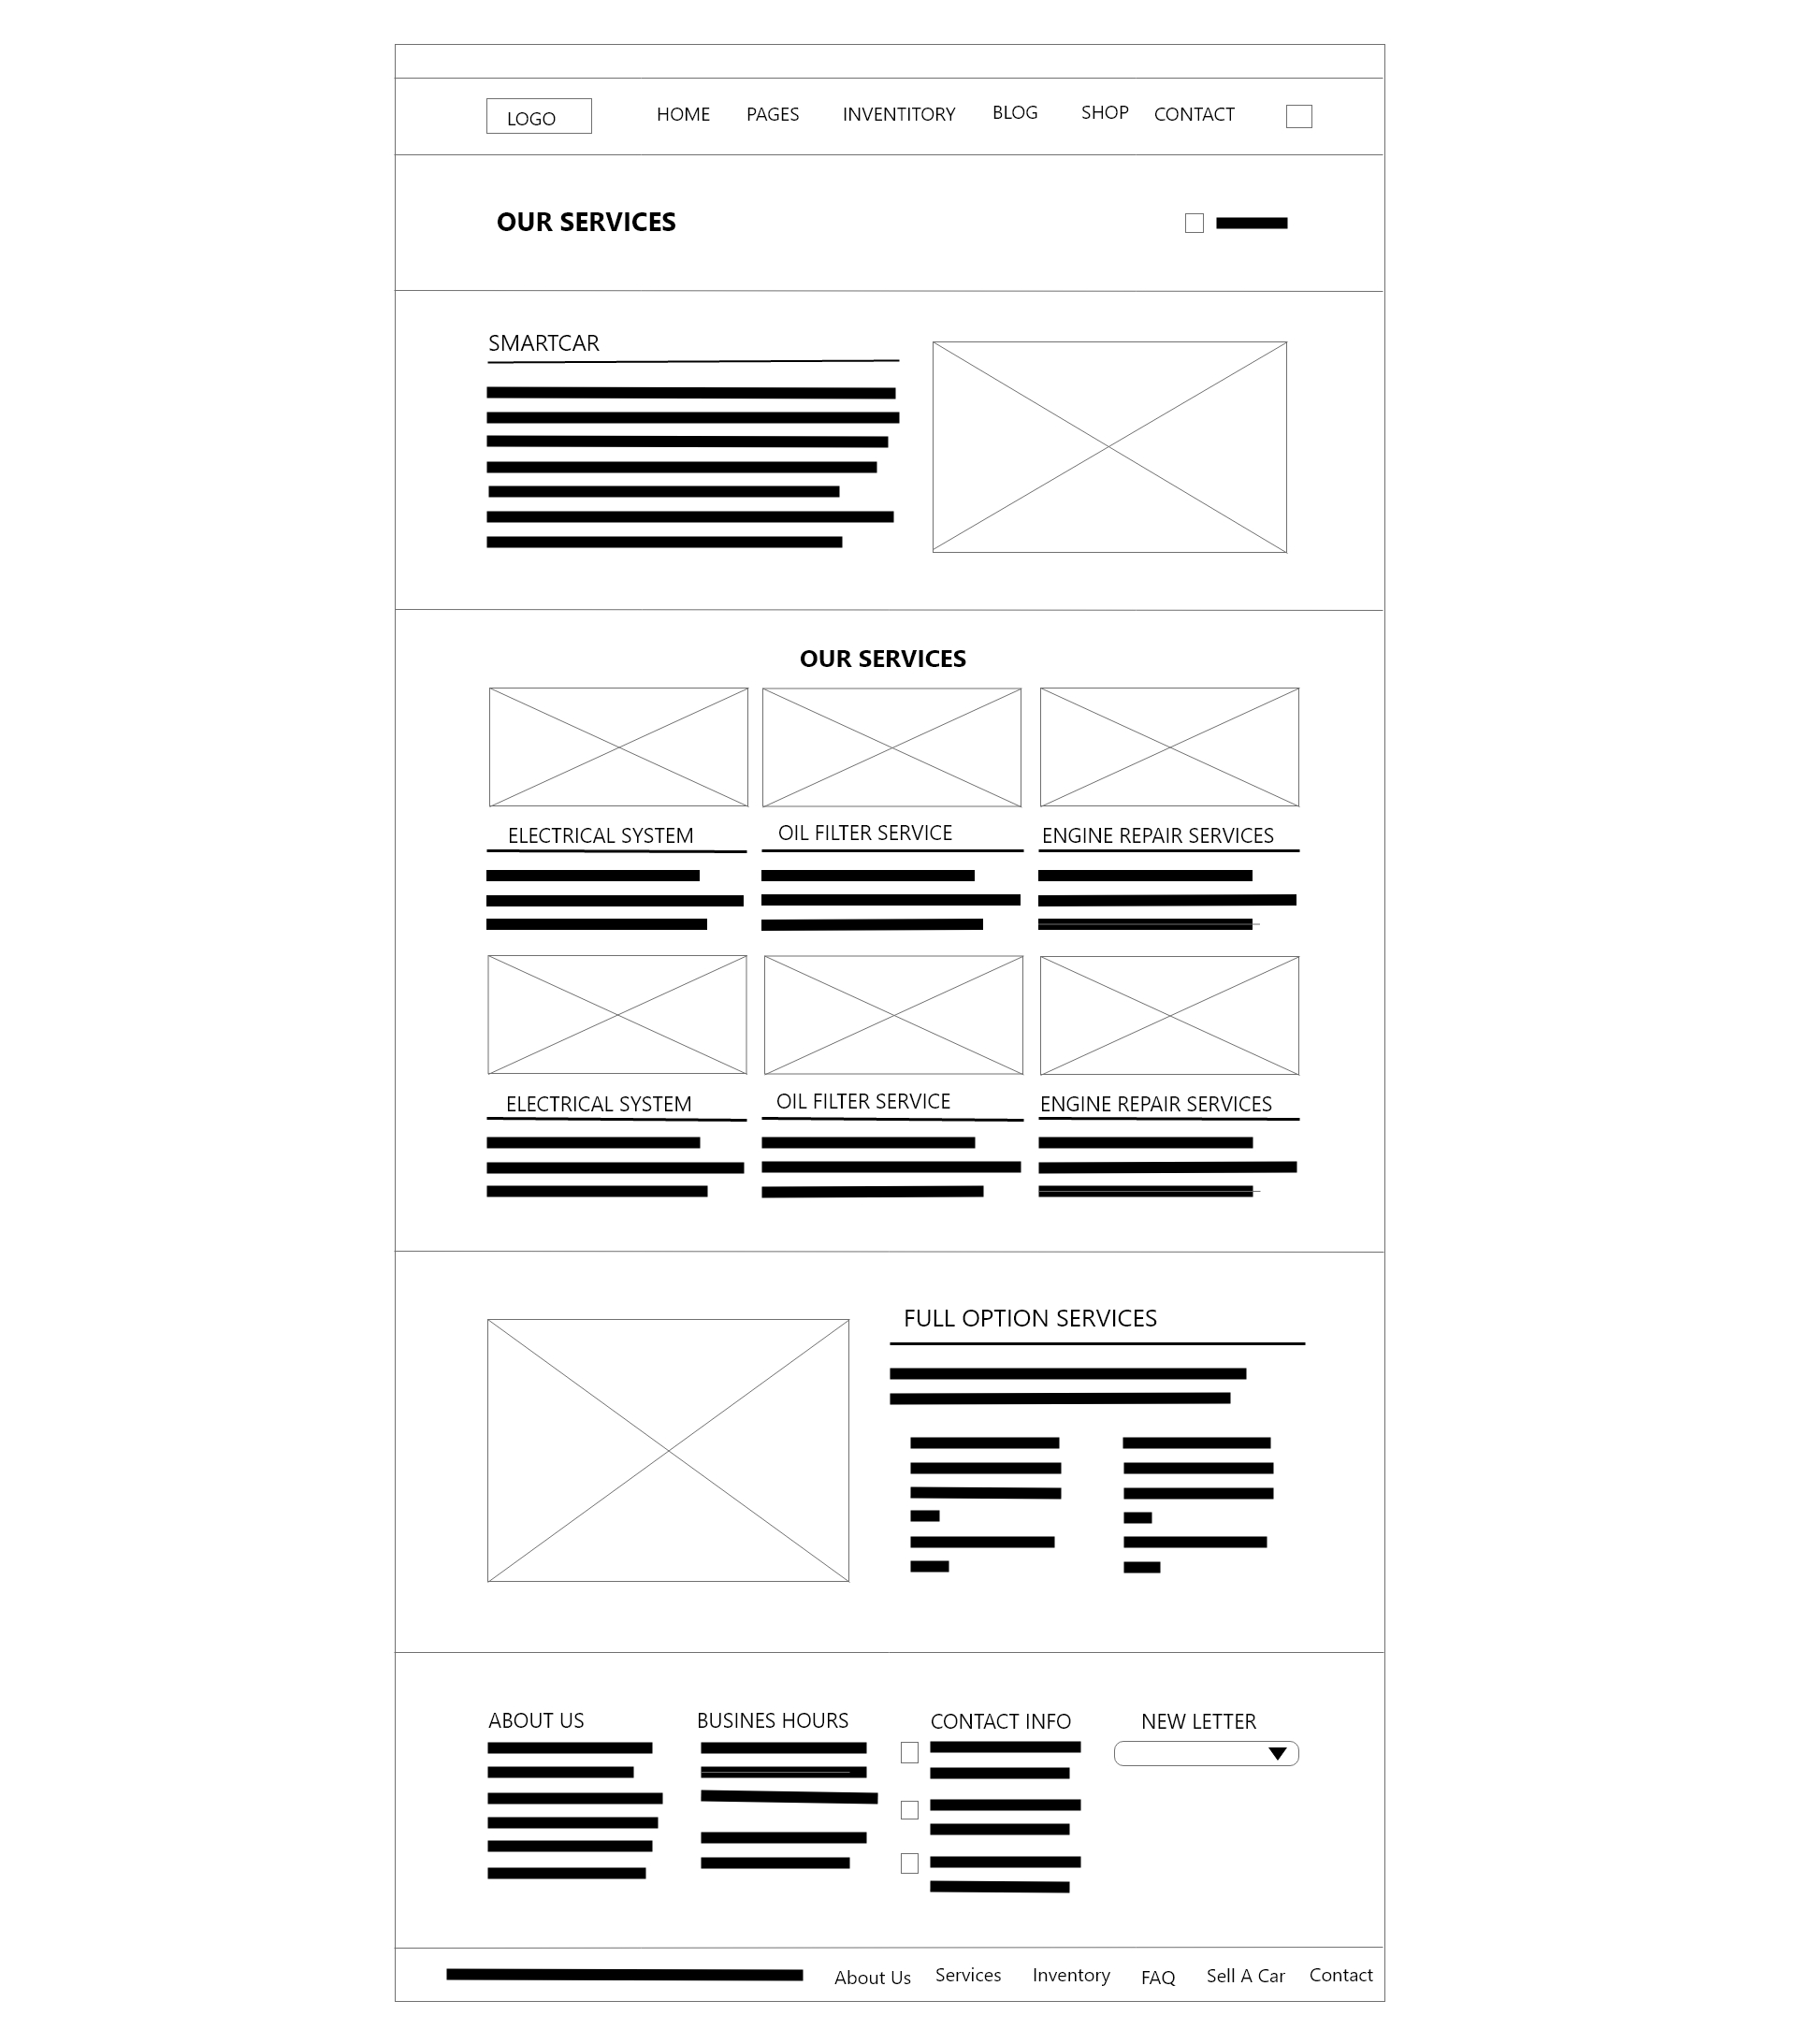 LOGO HOME PAGES INVENTITORY BLOG SHOP CONTACT
OUR SERVICES
SMARTCAR
OUR SERVICES
ELECTRICAL SYSTEM OIL FILTER SERVICE ENGINE REPAIR SERVICES
ELECTRICAL SYSTEM OIL FILTER SERVICE ENGINE REPAIR SERVICES
FULL OPTION SERVICES
ABOUT US BUSINES HOURS CONTACT INFO NEW LETTER
About Us Services Inventory FAQ Sell A Car Contact